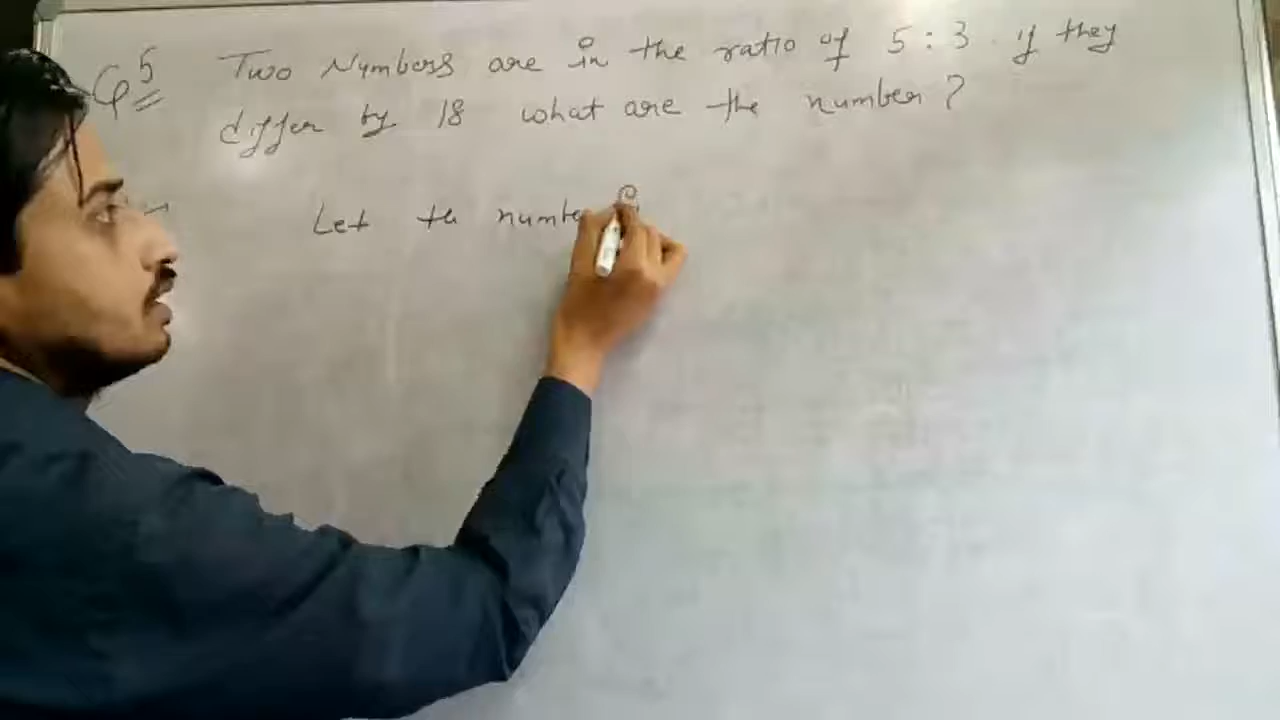 Q5 Two Numbers are in the ratio of 5 : 3 if they
differ by 18 what are the number ?
Let the number